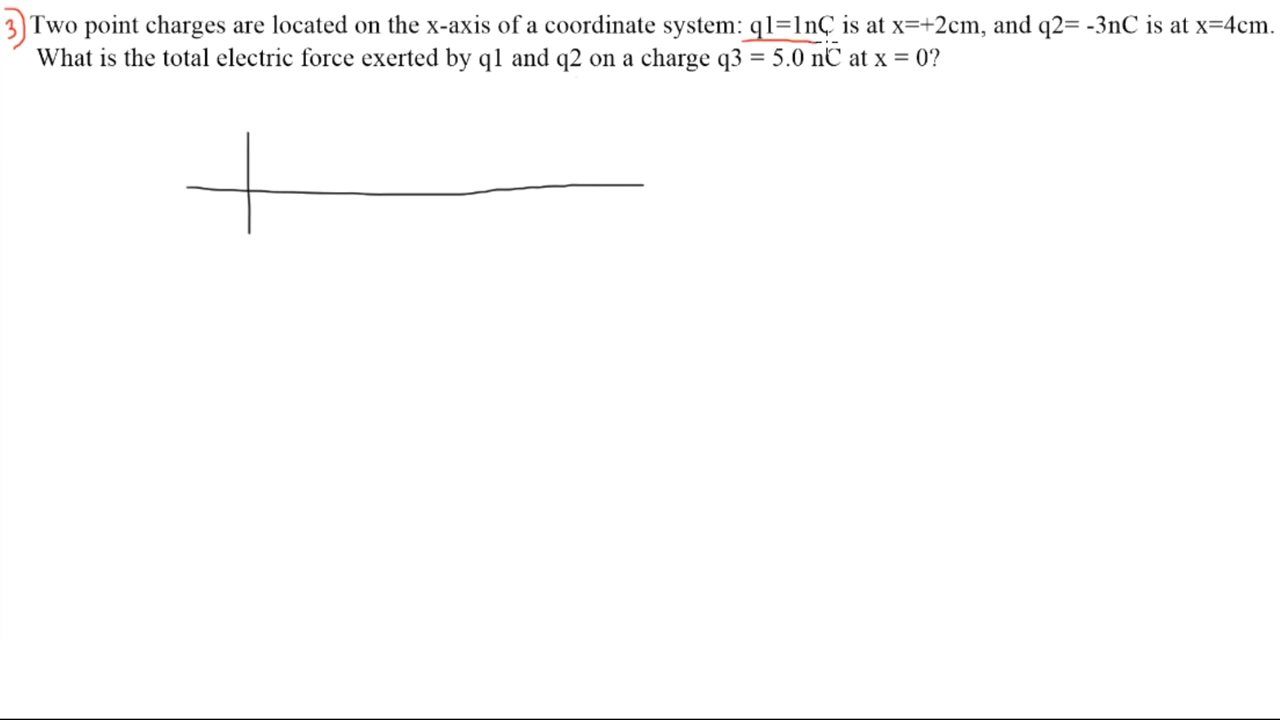 3) Two point charges are located on the x-axis of a coordinate system: q1=1nC is at x=+2cm, and q2= -3nC is at x=4cm.
What is the total electric force exerted by q1 and q2 on a charge q3 = 5.0 nC at x = 0?